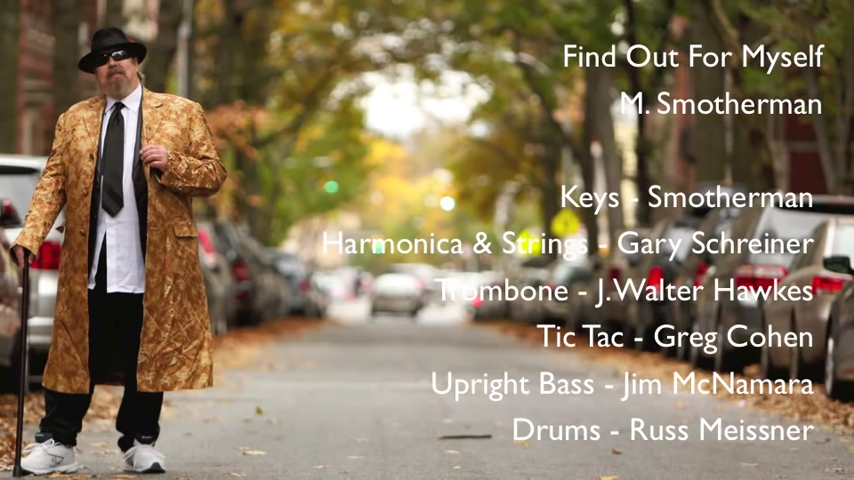 Find Out For Myself
M. Smotherman
Keys - Smotherman
Harmonica & Strings - Gary Schreiner
Trombone - J. Walter Hawkes
Tic Tac - Greg Cohen
Upright Bass - Jim McNamara
Drums - Russ Meissner